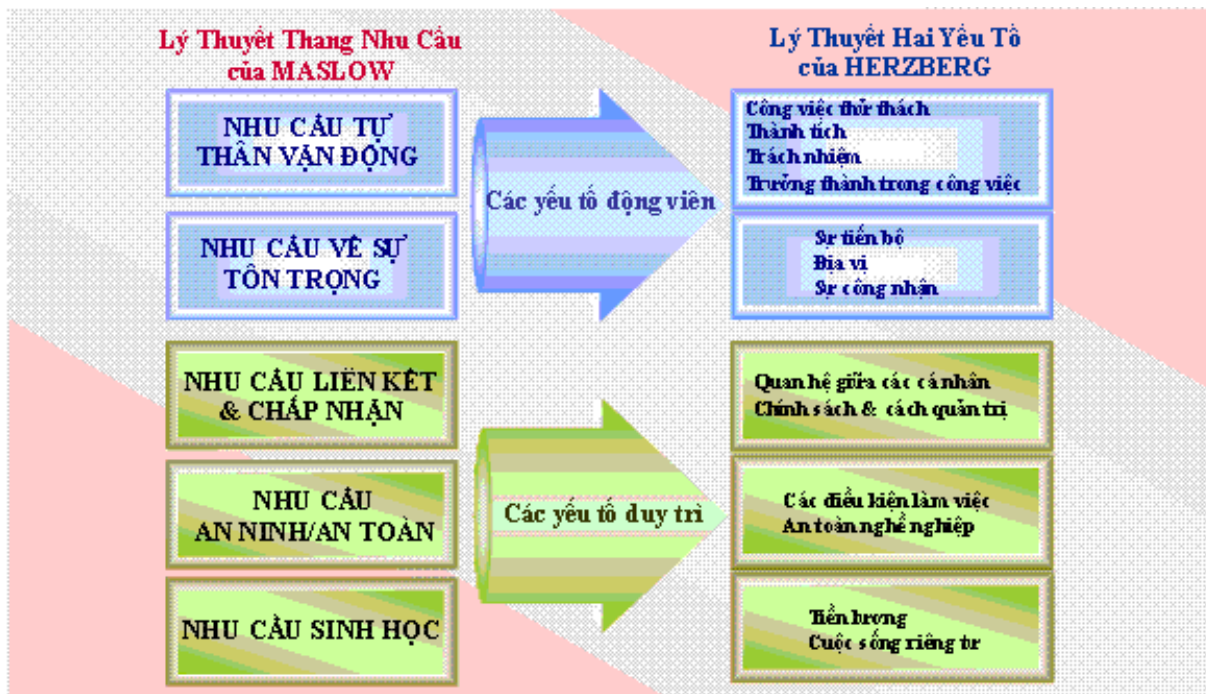 Lý Thuyết Thang Nhu Cầu
của MASLOW
NHU CẦU TỰ
THÂN VẬN ĐỘNG
NHU CẦU VỀ SỰ
TÔN TRỌNG
NHU CẦU LIÊN KẾT
& CHẤP NHẬN
NHU CẦU
AN NINH/AN TOÀN
NHU CẦU SINH HỌC
Các yếu tố động viên
Các yếu tố duy trì
Lý Thuyết Hai Yếu Tố
của HERZBERG
Công việc thử thách
Thành tích
Trách nhiệm
Trưởng thành trong công việc
Sự tiến bộ
Địa vị
Sự công nhận
Quan hệ giữa các cá nhân
Chính sách & cách quản trị
Các điều kiện làm việc
An toàn nghề nghiệp
Tiền lương
Cuộc sống riêng tư